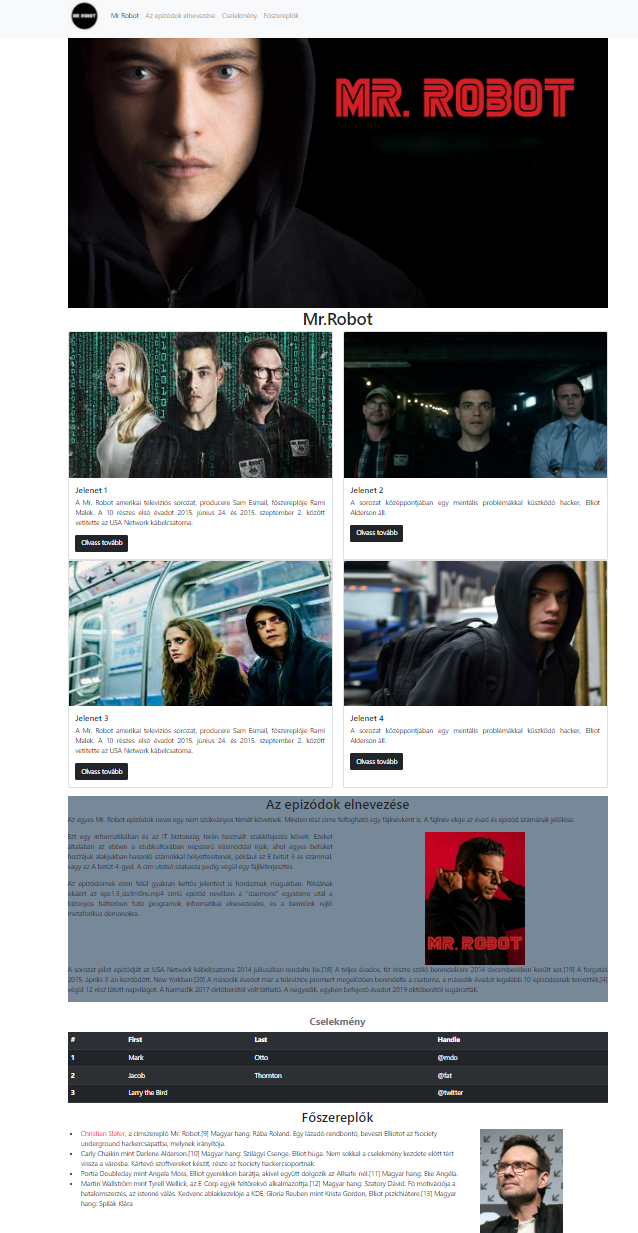 MR ROBOT
Mr Robot Az epizódok elnevezése Cselekmény Főszereplők
MR. ROBOT
Mr.Robot
Jelenet 1
A Mr. Robot amerikai televíziós sorozat, producere Sam Esmail, főszereplője Rami
Malek. A 10 részes első évadot 2015. június 24. és 2015. szeptember 2. között
vetítette az USA Network kábelcsatorna.
Olvass tovább
Jelenet 2
A sorozat középpontjában egy mentális problémákkal küszködő hacker, Elliot
Alderson áll.
Olvass tovább
Jelenet 3
A Mr. Robot amerikai televíziós sorozat, producere Sam Esmail, főszereplője Rami
Malek. A 10 részes első évadot 2015. június 24. és 2015. szeptember 2. között
vetítette az USA Network kábelcsatorna.
Olvass tovább
Jelenet 4
A sorozat középpontjában egy mentális problémákkal küszködő hacker, Elliot
Alderson áll.
Olvass tovább
Az epizódok elnevezése
Az egyes Mr. Robot epizódok nevei egy nem szokványos témát követnek. Minden rész címe felfogható egy fájlnévként is. A fájlnév eleje az évad és epizód számának jelölése.
Ezt egy informatikában és az IT biztonság terén használt szakkifejezés követi. Ezeket
általában az ebben a szubkultúrában népszerű írásmóddal írják, ahol egyes betűket
hozzájuk alakjukban hasonló számokkal helyettesítenek, például az E betűt 3 as számmal,
vagy az A betűt 4-gyel. A cím utolsó szakasza pedig végül egy fájlkiterjesztés.
Az epizódcímek ezen felül gyakran kettős jelentést is hordoznak magukban. Példának
okáért az eps1.3_da3m0ns.mp4 című epizód nevében a "daemons" egyszerre utal a
bizonyos háttérben futó programok informatikai elnevezésére, és a bennünk rejlő
metaforikus démonokra.
MR. ROBOT
A sorozat pilot epizódját az USA Network kábelcsatorna 2014 júliusában rendelte be.[18] A teljes évados, tíz részre szóló berendelésre 2014 decemberében került sor.[19] A forgatás
2015. április 3-án kezdődött, New Yorkban.[20] A második évadot már a televíziós premiert megelőzően berendelte a csatorna, a második évadot legalább 10 epizódosnak tervezték,[4]
végül 12 rész látott napvilágot. A harmadik 2017 októberétől volt látható. A negyedik, egyben befejező évadot 2019 októberétől sugározták.
Cselekmény
# First Last Handle
1 Mark Otto @mdo
2 Jacob Thornton @fat
3 Larry the Bird @twitter
Főszereplők
Christian Slater, a címszereplő Mr. Robot.[9] Magyar hang: Rába Roland. Egy lázadó rendbontó, beveszi Elliotot az fsociety
underground hackercsapatba, melynek irányítója.
Carly Chaikin mint Darlene Alderson.[10] Magyar hang: Szilágyi Csenge. Elliot húga. Nem sokkal a cselekmény kezdete előtt tért
vissza a városba. Kártevő szoftvereket készít, része az fsociety hackercsoportnak.
Portia Doubleday mint Angela Moss, Elliot gyerekkori barátja, akivel együtt dolgozik az Allsafe nél.[11] Magyar hang: Eke Angéla.
Martin Wallström mint Tyrell Wellick, az E-Corp egyik feltörekvő alkalmazottja.[12] Magyar hang: Szatory Dávid. Fő motivációja a
hatalomszerzés, az istenné válás. Kedvenc ablakkezelője a KDE. Gloria Reuben mint Krista Gordon, Elliot pszichiátere.[13] Magyar
hang: Spilák Klára